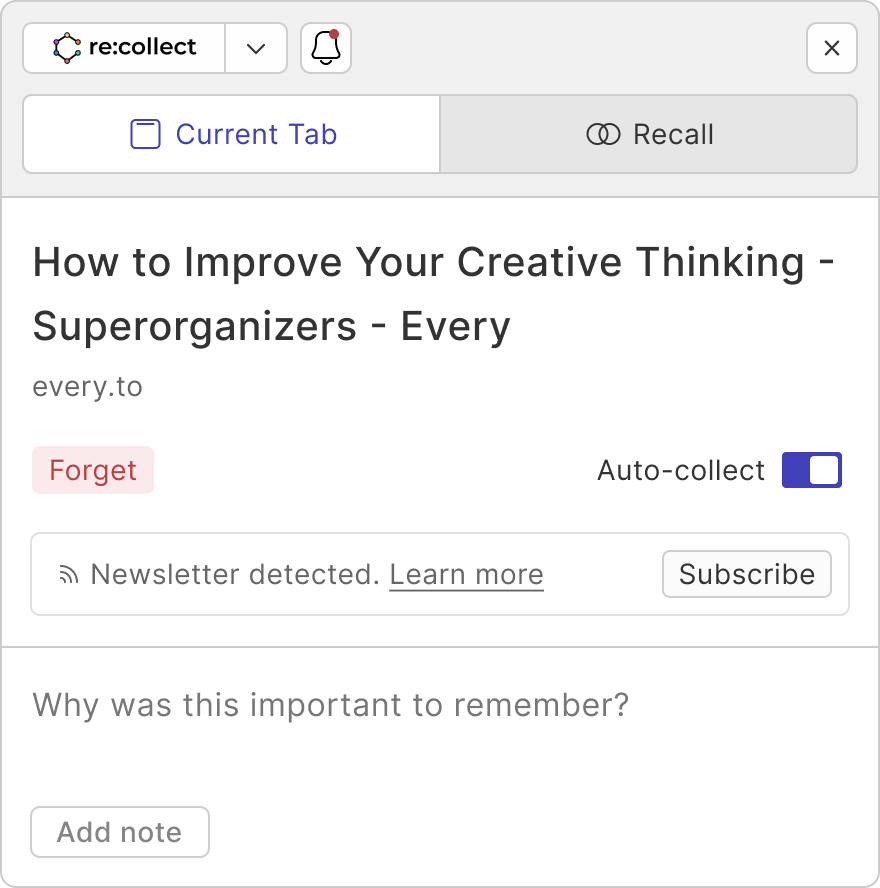 re:collect
Current Tab
Recall
How to Improve Your Creative Thinking -
Superorganizers - Every
every.to
Forget
Auto-collect
Newsletter detected. Learn more
Subscribe
Why was this important to remember?
Add note